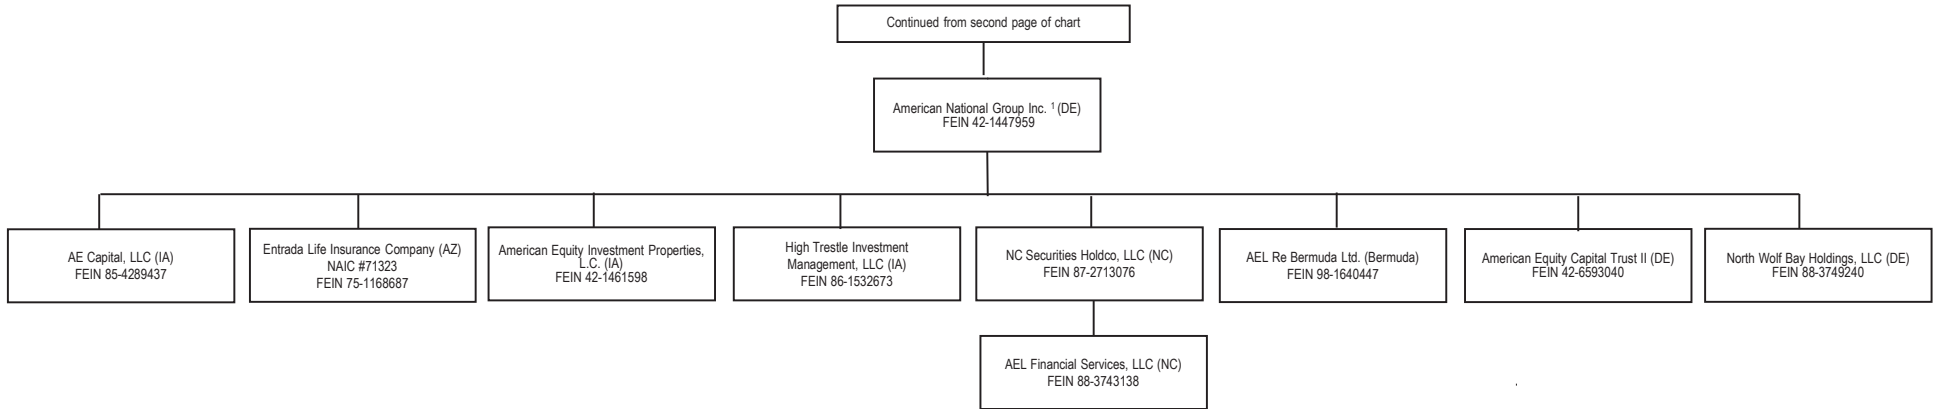 Continued from second page of chart
American National Group Inc. ¹ (DE)
FEIN 42-1447959
AE Capital, LLC (IA)
FEIN 85-4289437
Entrada Life Insurance Company (AZ)
NAIC #71323
FEIN 75-1168687
American Equity Investment Properties,
L.C. (IA)
FEIN 42-1461598
High Trestle Investment
Management, LLC (IA)
FEIN 86-1532673
NC Securities Holdco, LLC (NC)
FEIN 87-2713076
AEL Re Bermuda Ltd. (Bermuda)
FEIN 98-1640447
American Equity Capital Trust II (DE)
FEIN 42-6593040
North Wolf Bay Holdings, LLC (DE)
FEIN 88-3749240
AEL Financial Services, LLC (NC)
FEIN 88-3743138